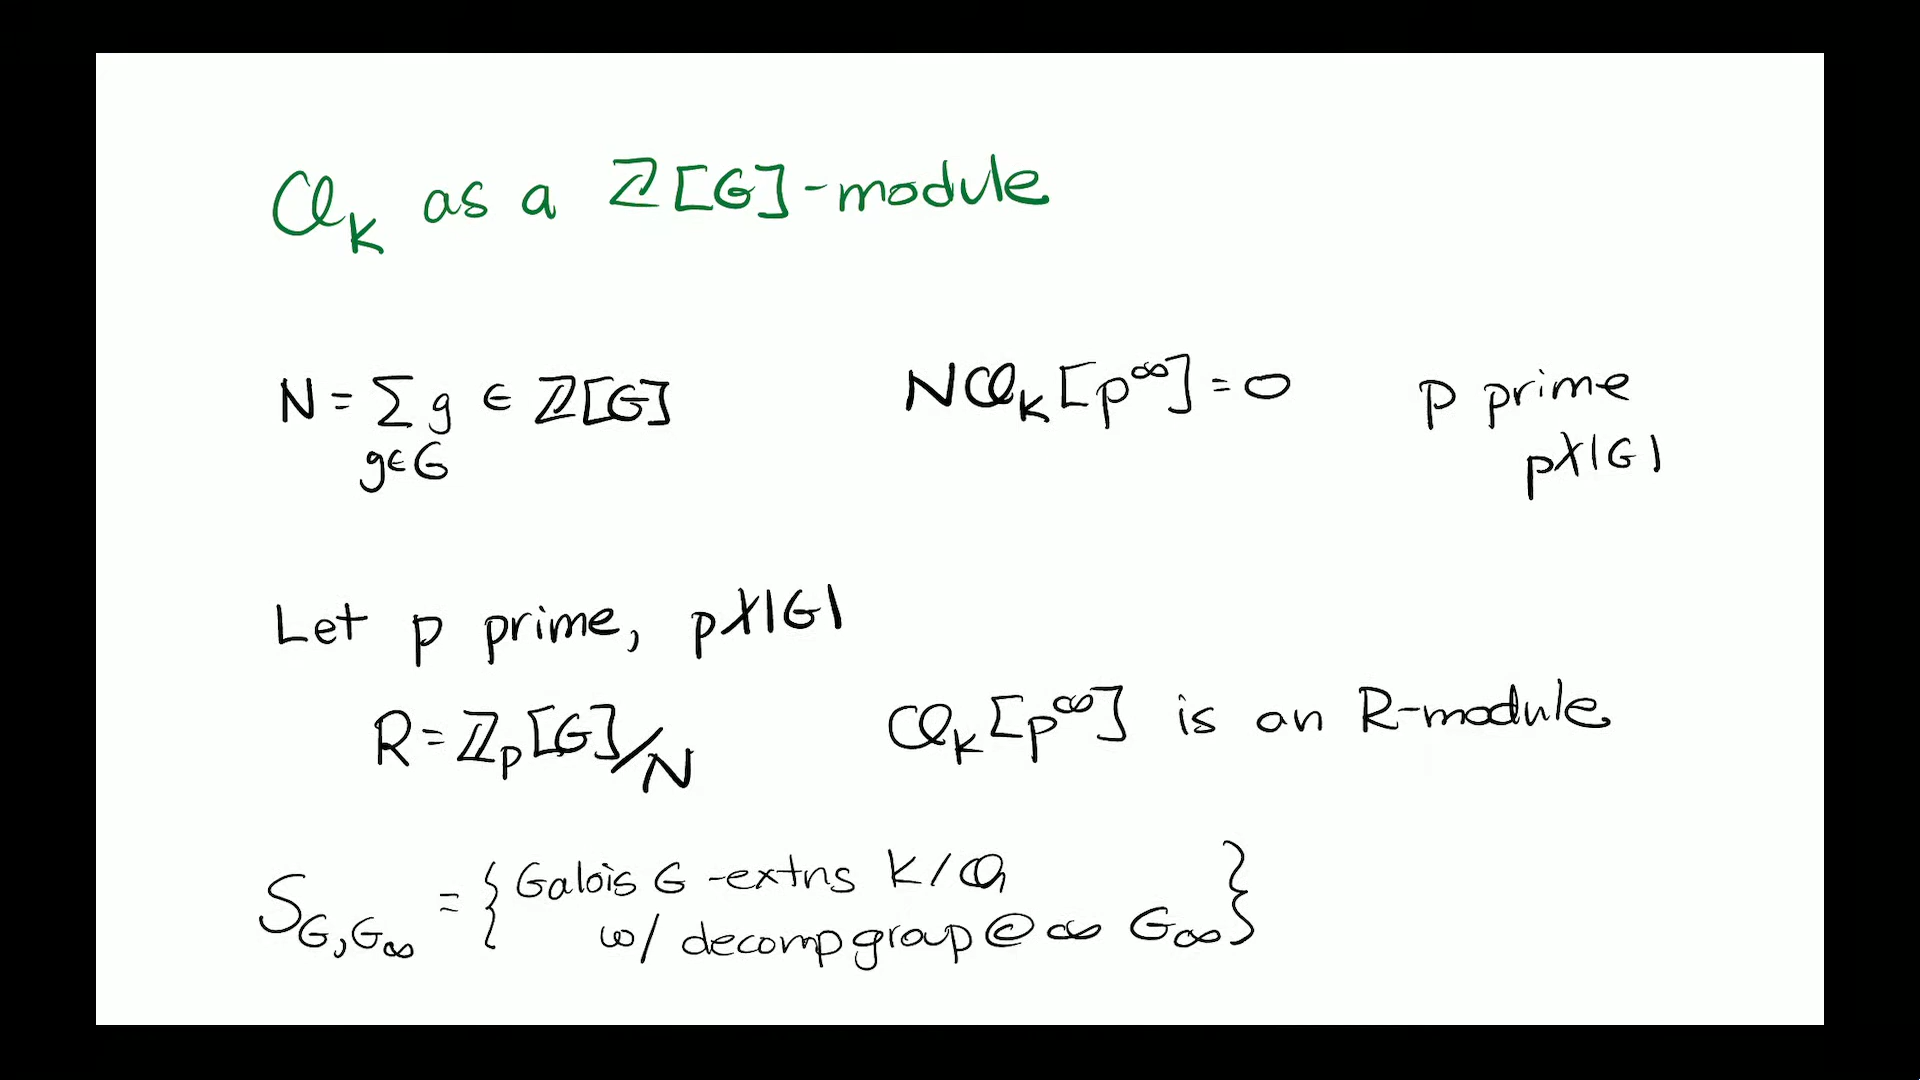 Cl_K as a ℤ[G]-module
N = ∑_{g∈G} g ∈ ℤ[G] N Cl_K[p^∞] = 0 p prime
p∤|G|
Let p prime, p∤|G|
R = ℤ_p[G]/N Cl_K[p^∞] is an R-module
S_{G,G_∞} = { Galois G-extns K/ℚ
w/ decomp group @ ∞ G_∞ }